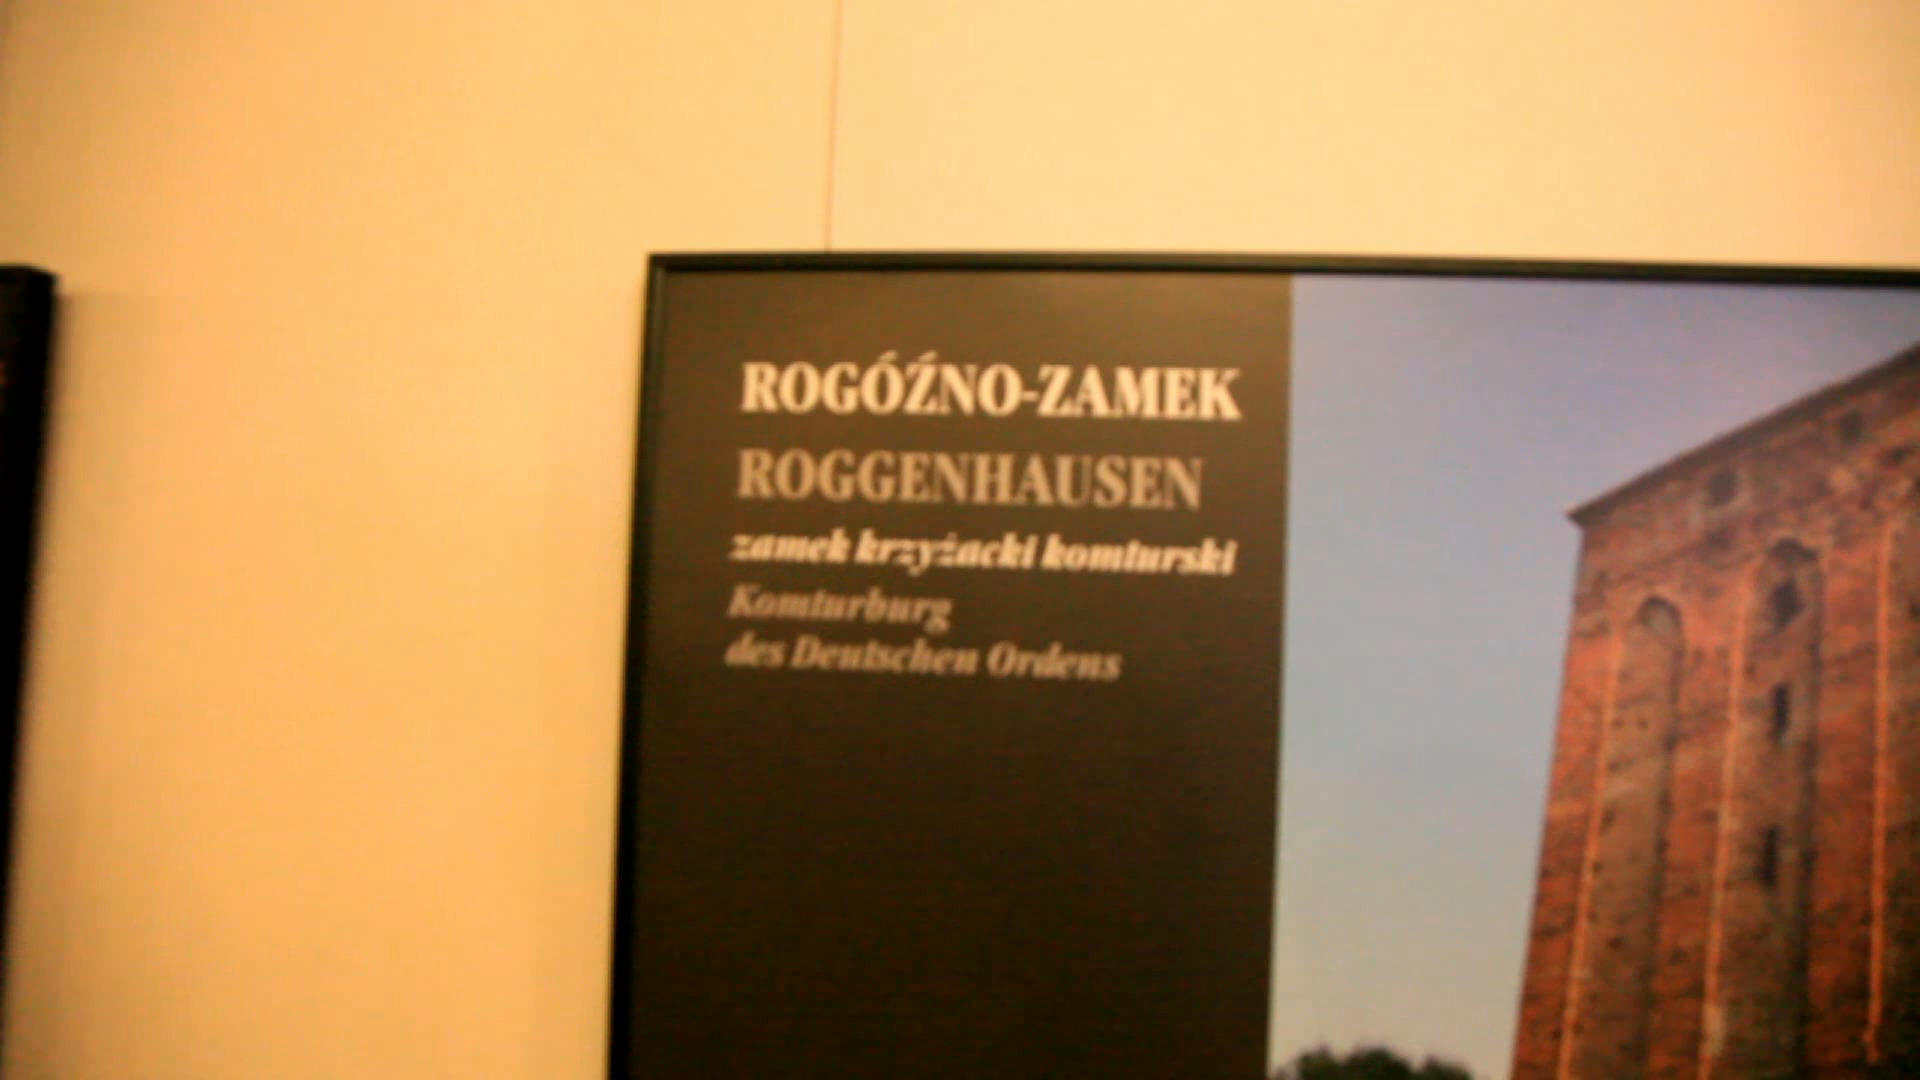 ROGÓŹNO-ZAMEK
ROGGENHAUSEN
zamek krzyżacki komturski
Komturburg
des Deutschen Ordens